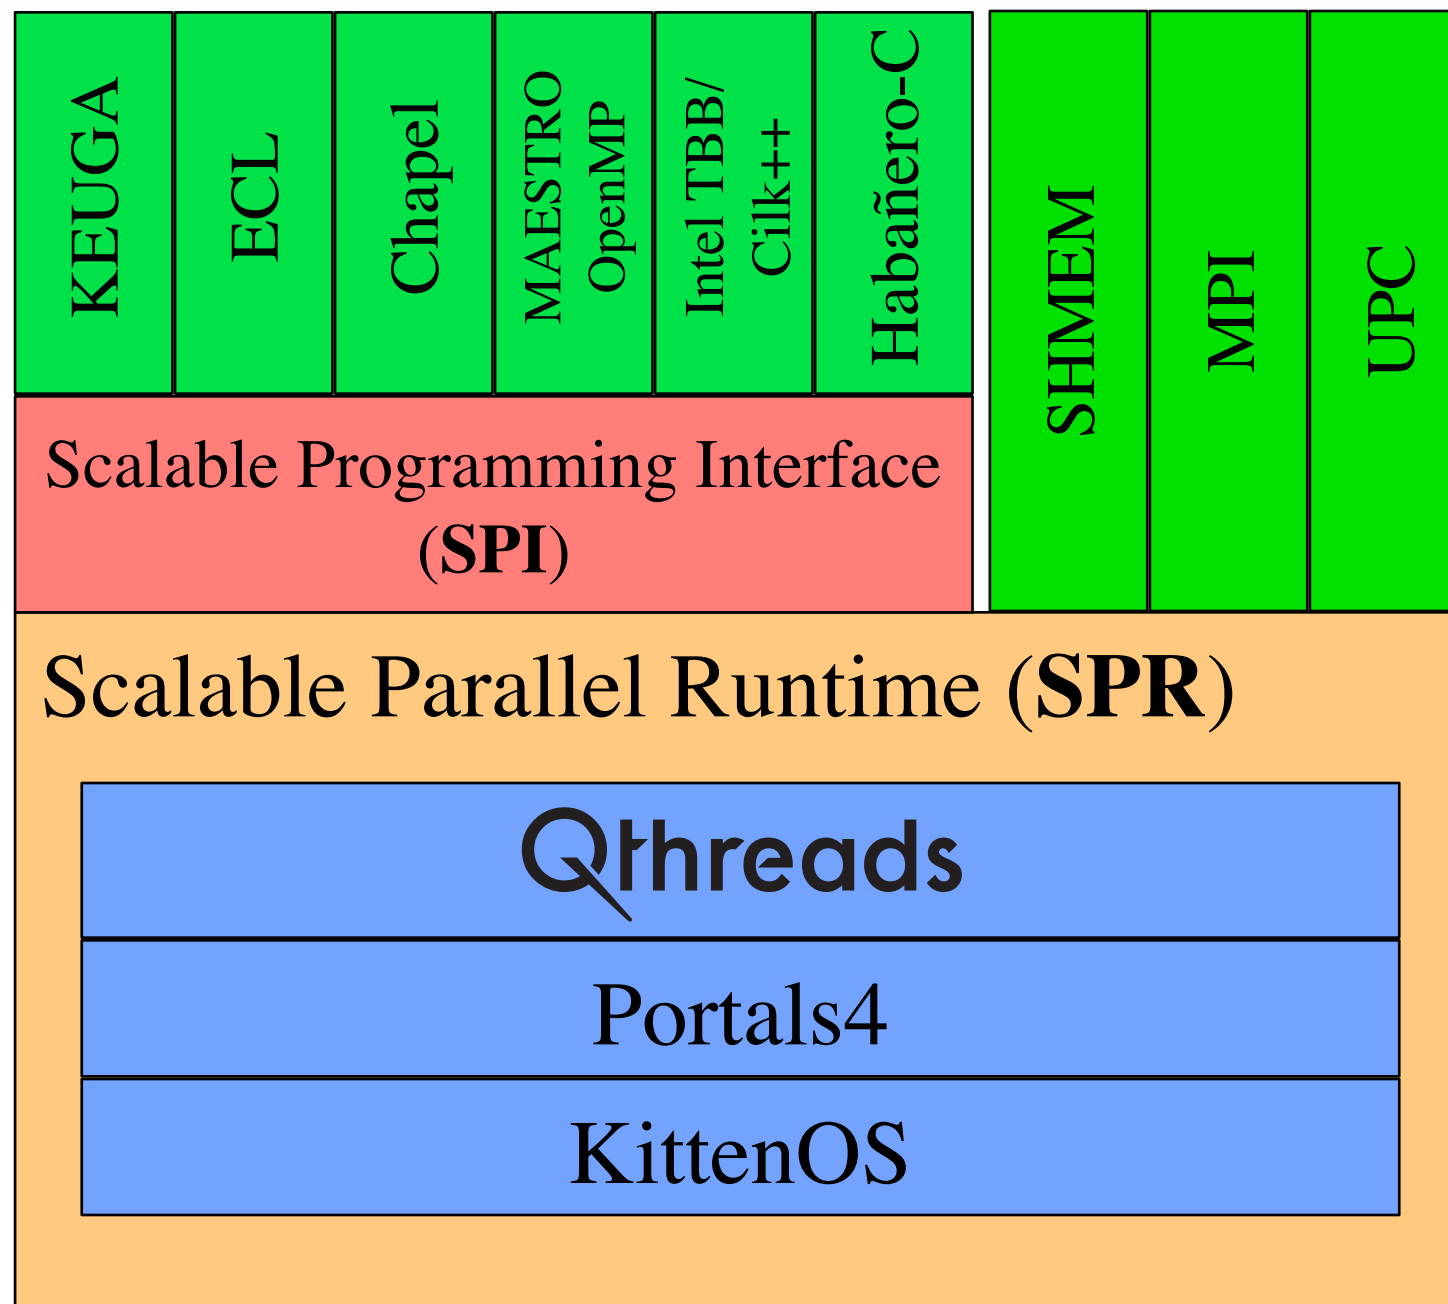 KEUGA
ECL
Chapel
MAESTRO
OpenMP
Intel TBB/
Cilk++
Habañero-C
SHMEM
MPI
UPC
Scalable Programming Interface
(SPI)
Scalable Parallel Runtime (SPR)
Qthreads
Portals4
KittenOS